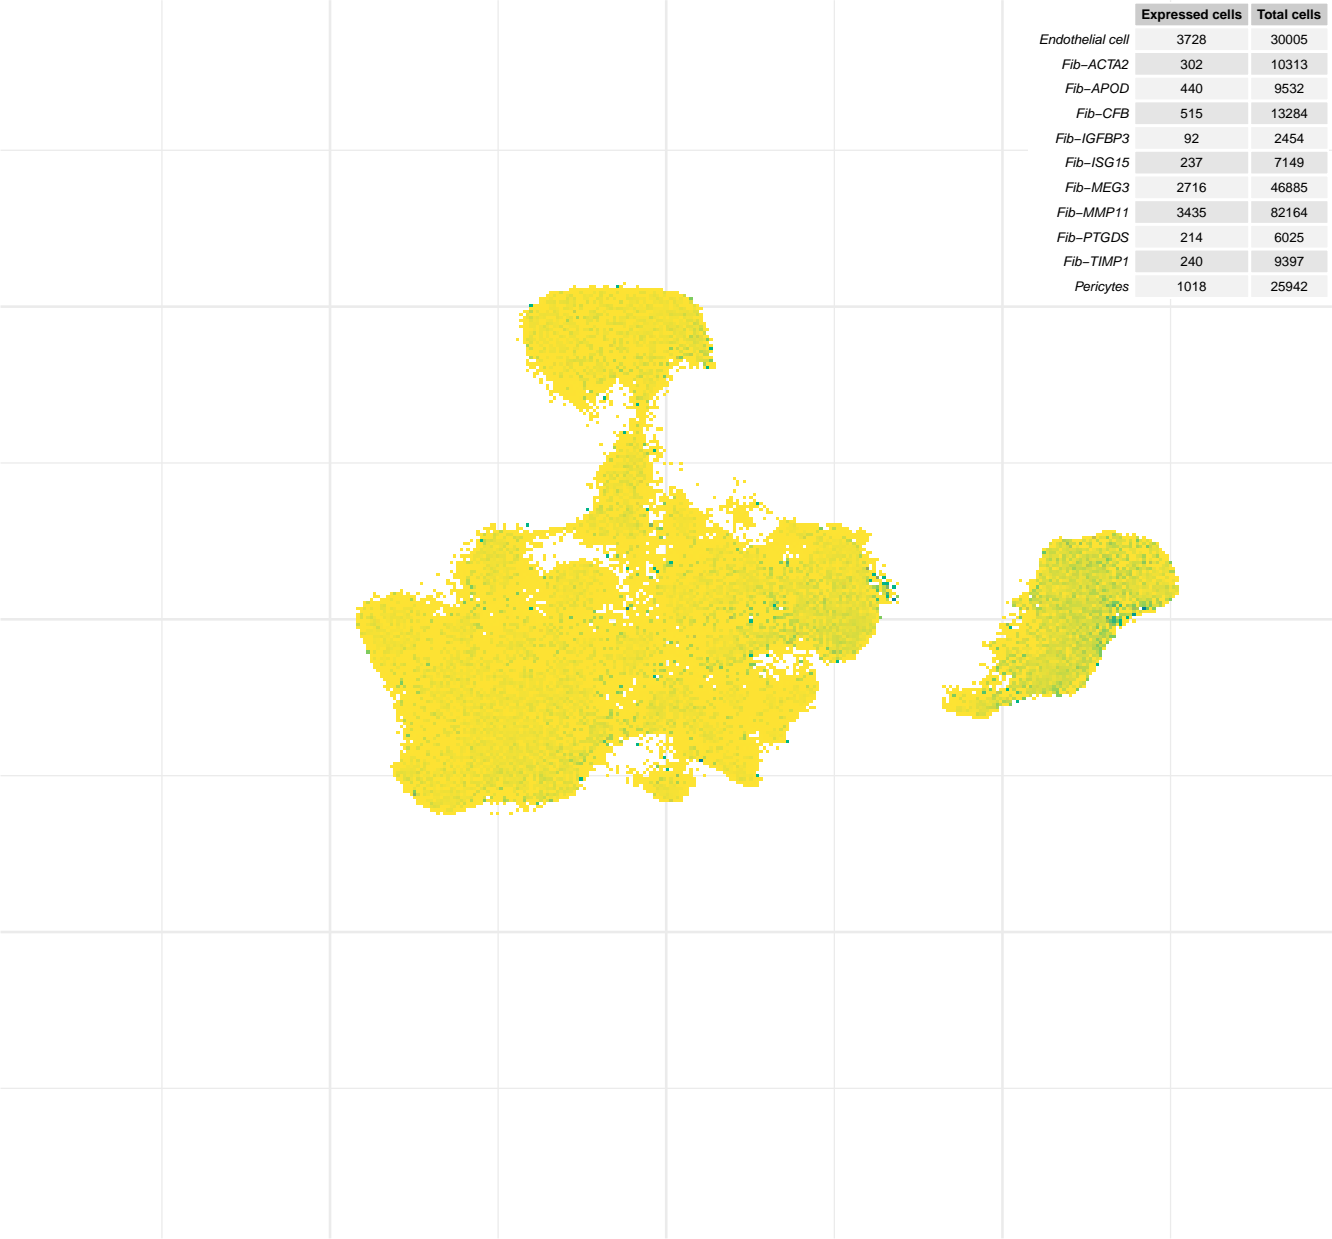 Expressed cells Total cells
Endothelial cell 3728 30005
Fib−ACTA2 302 10313
Fib−APOD 440 9532
Fib−CFB 515 13284
Fib−IGFBP3 92 2454
Fib−ISG15 237 7149
Fib−MEG3 2716 46885
Fib−MMP11 3435 82164
Fib−PTGDS 214 6025
Fib−TIMP1 240 9397
Pericytes 1018 25942